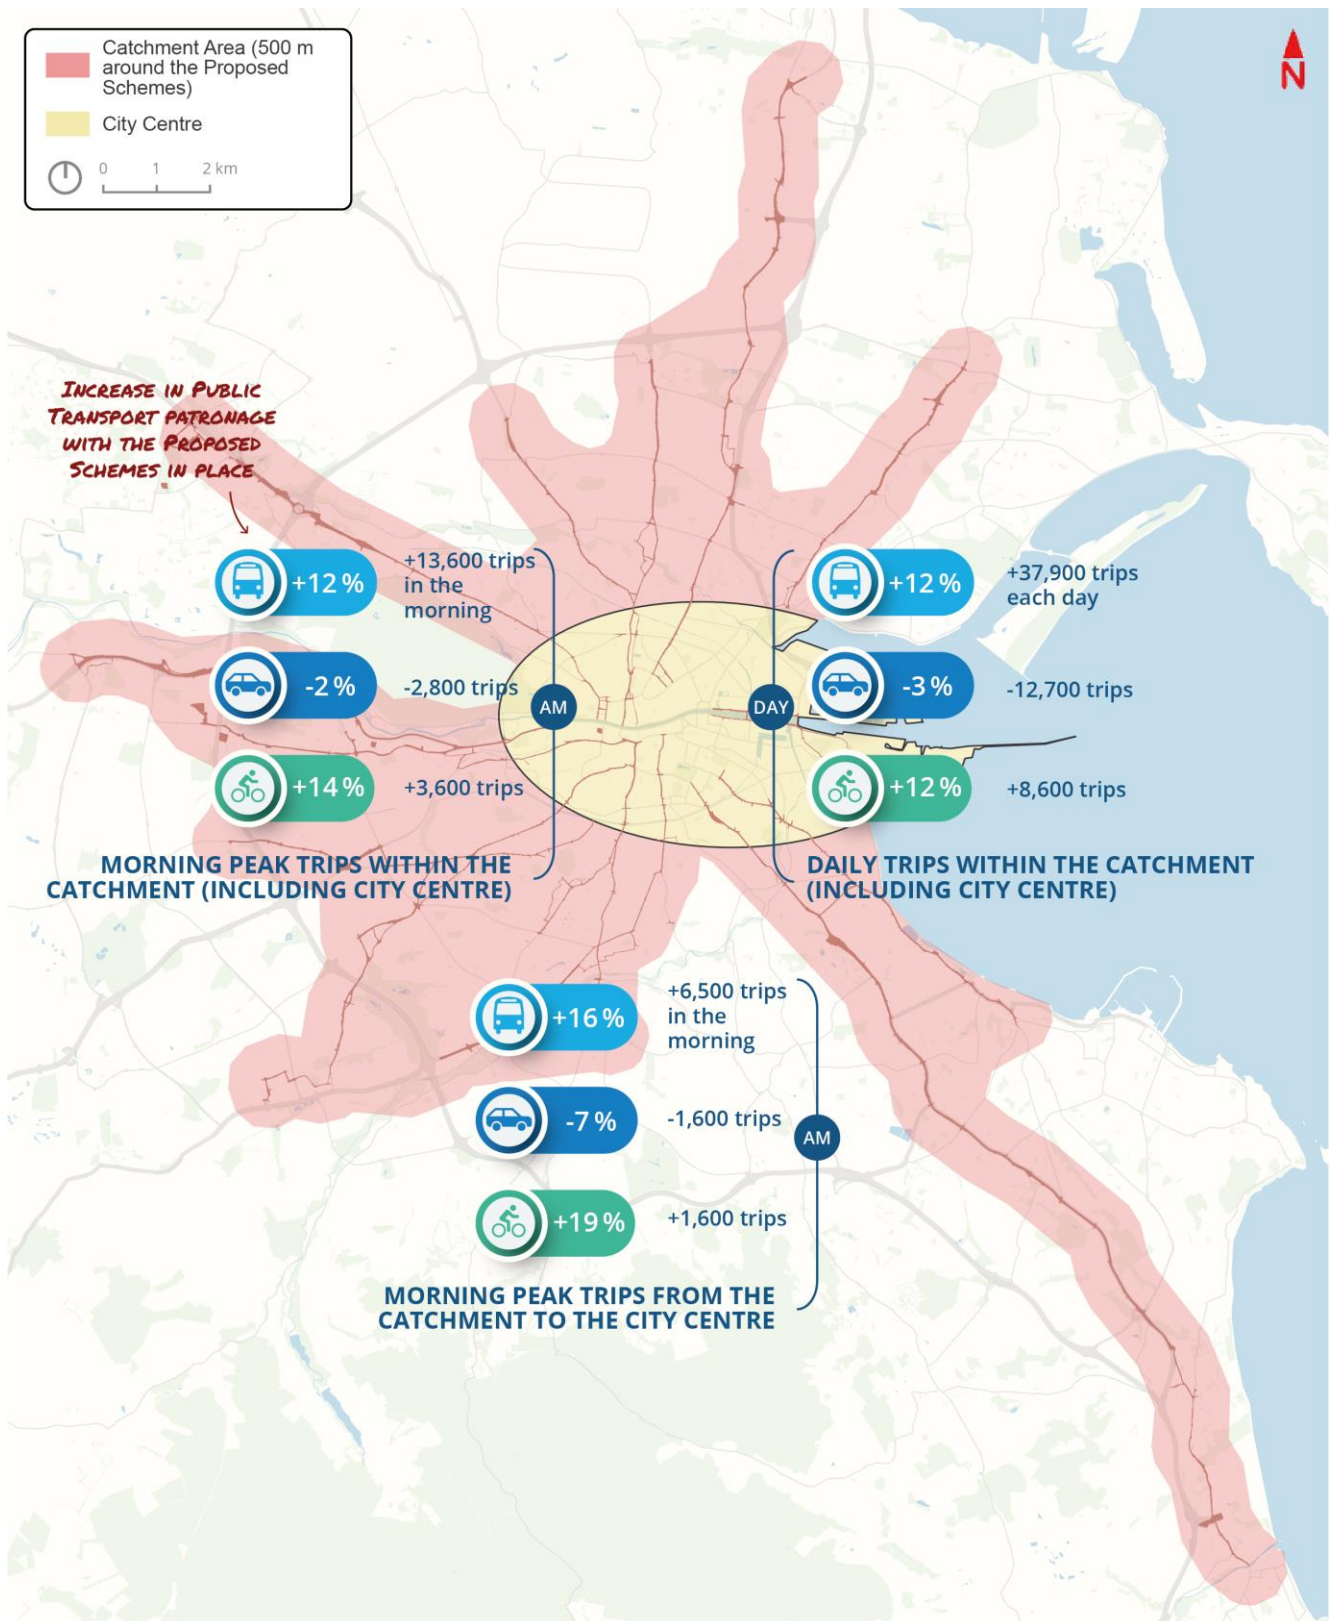 Catchment Area (500 m
around the Proposed
Schemes)
City Centre
0 1 2 km
N
INCREASE IN PUBLIC
TRANSPORT PATRONAGE
WITH THE PROPOSED
SCHEMES IN PLACE
+12 %
+13,600 trips
in the
morning
-2 %
-2,800 trips
AM
+14 %
+3,600 trips
MORNING PEAK TRIPS WITHIN THE
CATCHMENT (INCLUDING CITY CENTRE)
+12 %
+37,900 trips
each day
DAY
-3 %
-12,700 trips
+12 %
+8,600 trips
DAILY TRIPS WITHIN THE CATCHMENT
(INCLUDING CITY CENTRE)
+16 %
+6,500 trips
in the
morning
-7 %
-1,600 trips
AM
+19 %
+1,600 trips
MORNING PEAK TRIPS FROM THE
CATCHMENT TO THE CITY CENTRE